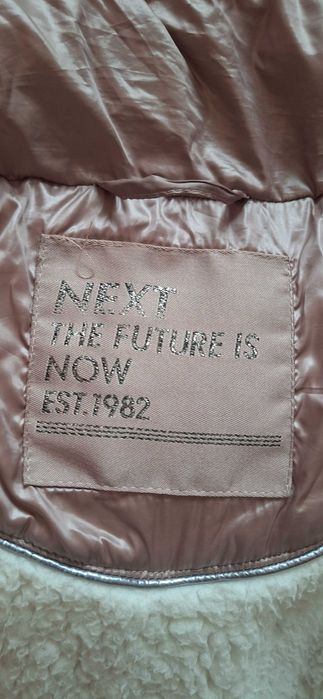 NEXT
THE FUTURE IS
NOW
EST.1982